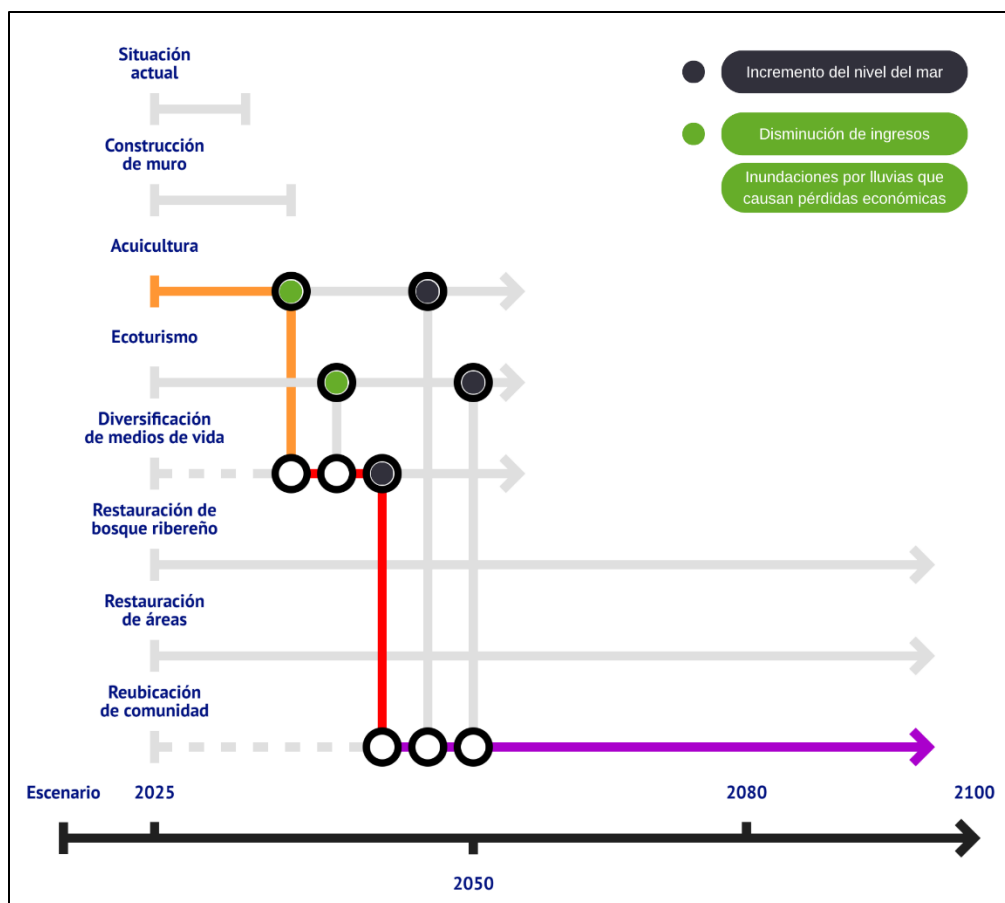 Situación
actual
Construcción
de muro
Acuicultura
Ecoturismo
Diversificación
de medios de vida
Restauración de
bosque ribereño
Restauración
de áreas
Reubicación
de comunidad
Incremento del nivel del mar
Disminución de ingresos
Inundaciones por lluvias que
causan pérdidas económicas
Escenario 2025 2080 2100
2050